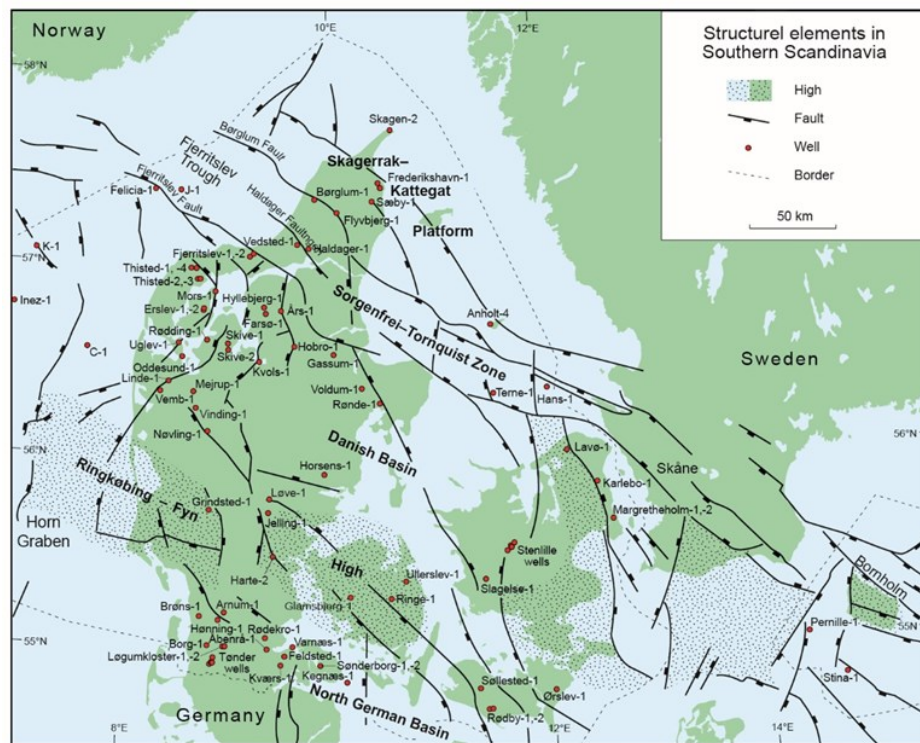 Norway
10°E
12°E
Structurel elements in
Southern Scandinavia
High
Fault
Well
Border
50 km
58°N
Skagen-2
Børglum Fault
Fjerritslev
Trough
Skagerrak–
Kattegat
Platform
Frederikshavn-1
Sæby-1
Felicia-1
J-1
Fjerritslev Fault
Haldager Fault
Børglum-1
Flyvbjerg-1
K-1
57°N
Vedsted-1
Haldager-1
Fjerritslev-1,-2
Thisted-1, -4
Thisted-2,-3
Mors-1
Inez-1
Erslev-1,-2
Hyllebjerg-1
Farsø-1
Års-1
Sorgenfrei–Tornquist Zone
Anholt-4
Sweden
Rødding-1
Uglev-1
C-1
Skive-1
Skive-2
Hobro-1
Gassum-1
Oddesund-1
Kvols-1
Linde-1
Mejrup-1
Voldum-1
Terne-1
Hans-1
Vemb-1
Vinding-1
Rønde-1
Nøvling-1
Danish Basin
56°N
56°N
Lavø-1
Skåne
Ringkøbing – Fyn
High
Horsens-1
Karlebo-1
Grindsted-1
Løve-1
Margretheholm-1,-2
Horn
Graben
Jelling-1
Stenlille
wells
Harte-2
Ullerslev-1
Slagelse-1
Bornholm
Glamsbjerg-1
Ringe-1
Brøns-1
Arnum-1
Hønning-1
Rødekro-1
55°N
55°N
Pernille-1
Borg-1
Åbenrå-1
Varnæs-1
Løgumkloster-1,-2
Tønder
wells
Feldsted-1
Sønderborg-1,-2
Stina-1
Kværs-1
Kegnæs-1
Søllested-1
Ørslev-1
Germany
North German Basin
Rødby-1,-2
8°E
12°E
14°E